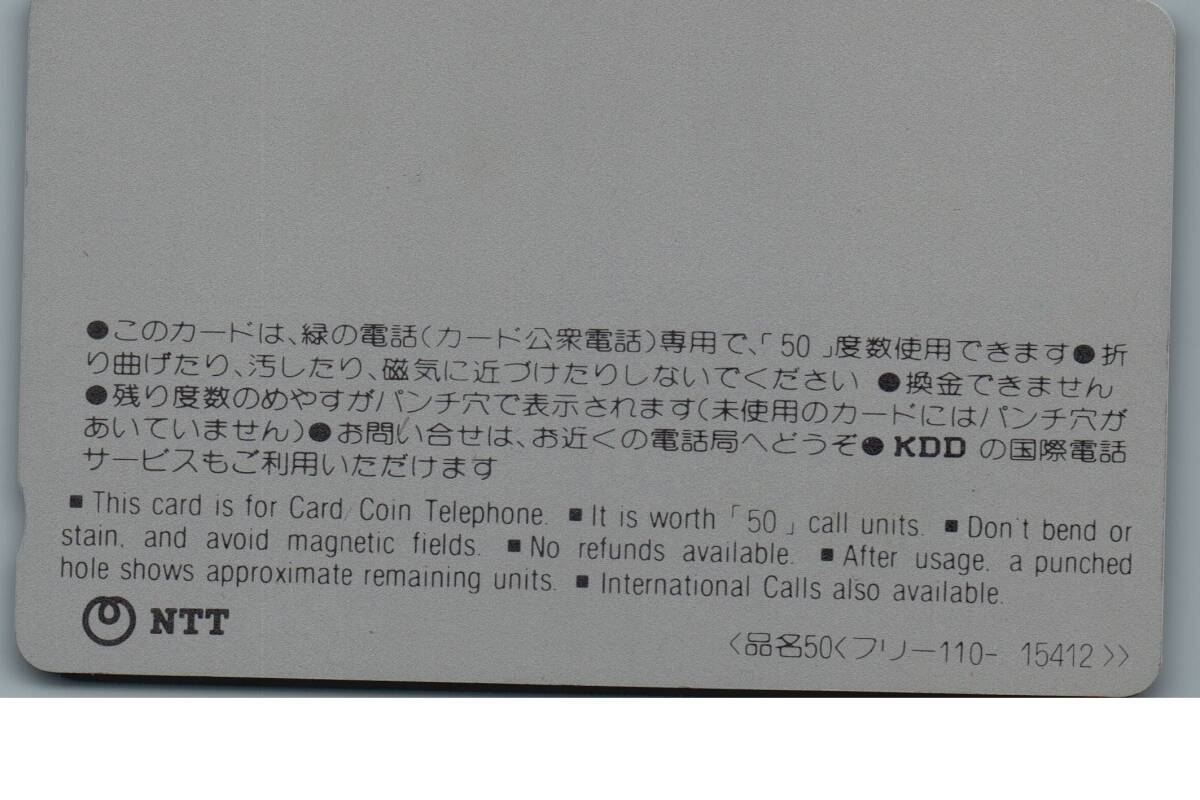 ●このカードは、緑の電話(カード公衆電話)専用で、「50」度数使用できます●折
り曲げたり、汚したり、磁気に近づけたりしないでください ●換金できません
●残り度数のめやすがパンチ穴で表示されます(未使用のカードにはパンチ穴が
あいていません)●お問い合せは、お近くの電話局へどうぞ● KDD の国際電話
サービスもご利用いただけます
■ This card is for Card/Coin Telephone. ■ It is worth「50」call units. ■ Don't bend or
stain, and avoid magnetic fields. ■ No refunds available. ■ After usage, a punched
hole shows approximate remaining units. ■ International Calls also available.
NTT
〈品名50〈フリー110- 15412〉〉